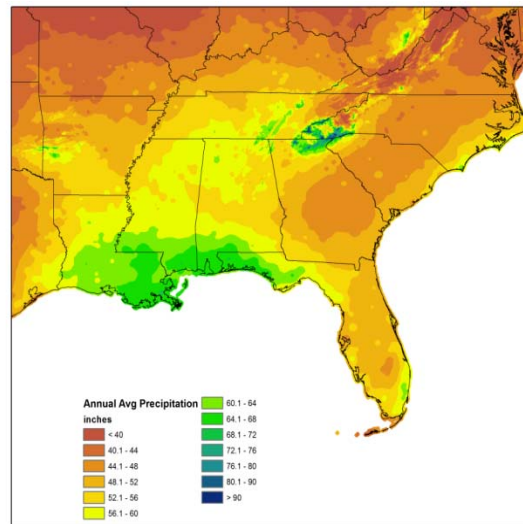 Annual Avg Precipitation
inches
< 40
40.1 - 44
44.1 - 48
48.1 - 52
52.1 - 56
56.1 - 60
60.1 - 64
64.1 - 68
68.1 - 72
72.1 - 76
76.1 - 80
80.1 - 90
> 90